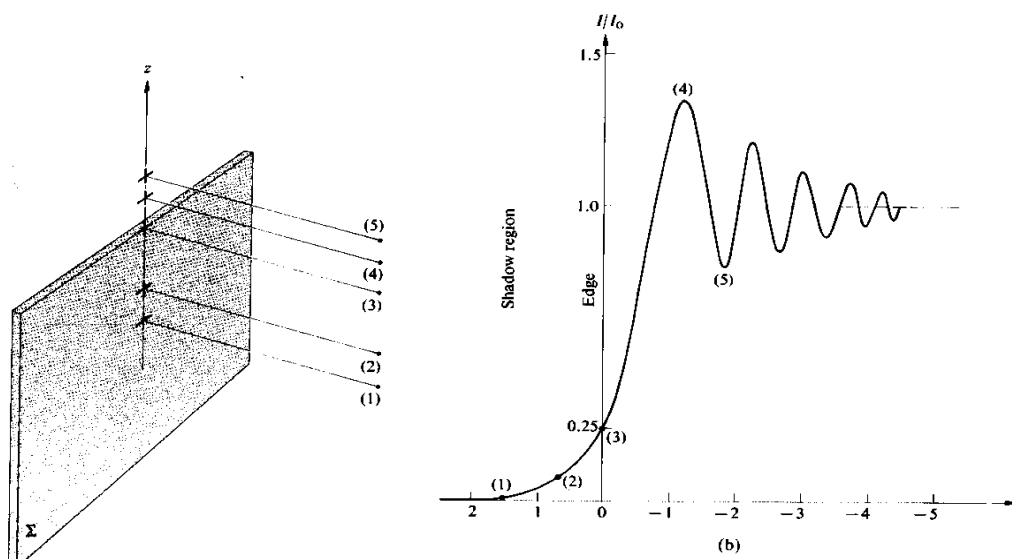 z
(5)
(4)
(3)
(2)
(1)
Σ
I/I₀
1.5
(4)
1.0
(5)
Shadow region
Edge
0.25
(3)
(1)
(2)
2 1 0 −1 −2 −3 −4 −5
(b)